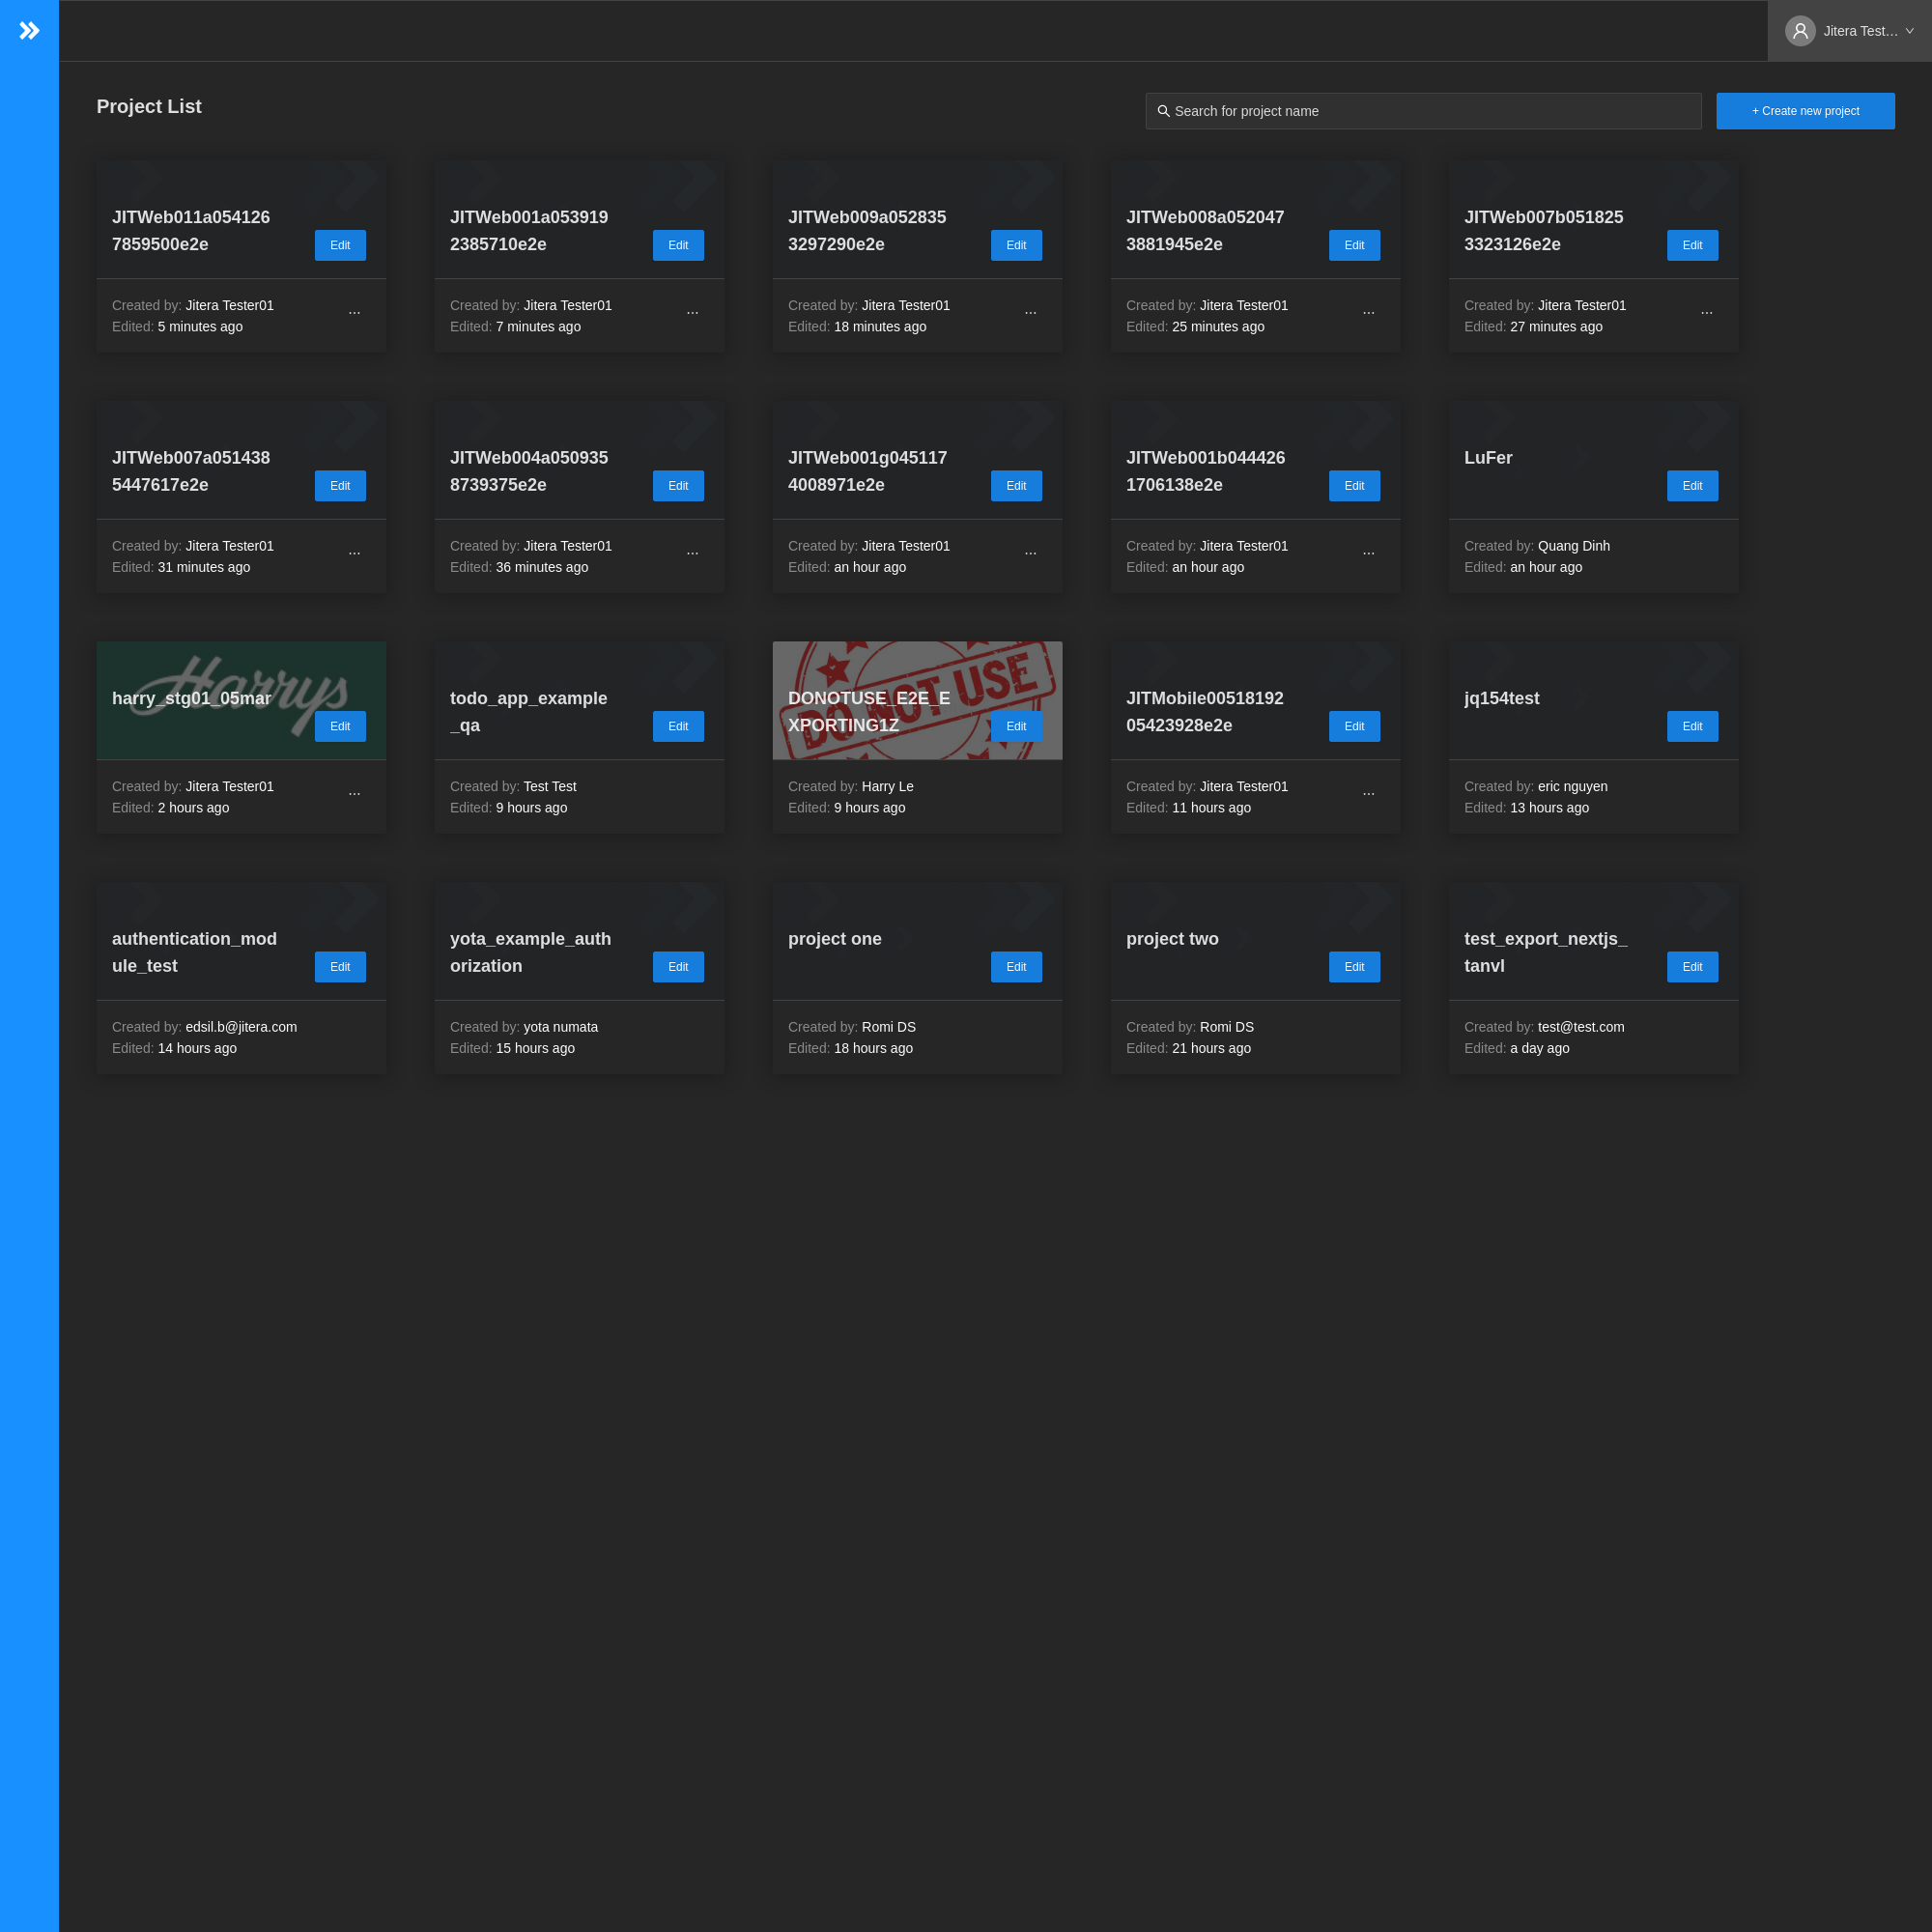 Jitera Test…
Project List
Search for project name
+ Create new project
JITWeb011a054126
7859500e2e
Edit
Created by: Jitera Tester01
Edited: 5 minutes ago
...
JITWeb001a053919
2385710e2e
Edit
Created by: Jitera Tester01
Edited: 7 minutes ago
...
JITWeb009a052835
3297290e2e
Edit
Created by: Jitera Tester01
Edited: 18 minutes ago
...
JITWeb008a052047
3881945e2e
Edit
Created by: Jitera Tester01
Edited: 25 minutes ago
...
JITWeb007b051825
3323126e2e
Edit
Created by: Jitera Tester01
Edited: 27 minutes ago
...
JITWeb007a051438
5447617e2e
Edit
Created by: Jitera Tester01
Edited: 31 minutes ago
...
JITWeb004a050935
8739375e2e
Edit
Created by: Jitera Tester01
Edited: 36 minutes ago
...
JITWeb001g045117
4008971e2e
Edit
Created by: Jitera Tester01
Edited: an hour ago
...
JITWeb001b044426
1706138e2e
Edit
Created by: Jitera Tester01
Edited: an hour ago
...
LuFer
Edit
Created by: Quang Dinh
Edited: an hour ago
Harrys
harry_stg01_05mar
Edit
Created by: Jitera Tester01
Edited: 2 hours ago
...
todo_app_example
_qa
Edit
Created by: Test Test
Edited: 9 hours ago
DO NOT USE
DONOTUSE_E2E_E
XPORTING1Z
Edit
Created by: Harry Le
Edited: 9 hours ago
JITMobile00518192
05423928e2e
Edit
Created by: Jitera Tester01
Edited: 11 hours ago
...
jq154test
Edit
Created by: eric nguyen
Edited: 13 hours ago
authentication_mod
ule_test
Edit
Created by: edsil.b@jitera.com
Edited: 14 hours ago
yota_example_auth
orization
Edit
Created by: yota numata
Edited: 15 hours ago
project one
Edit
Created by: Romi DS
Edited: 18 hours ago
project two
Edit
Created by: Romi DS
Edited: 21 hours ago
test_export_nextjs_
tanvl
Edit
Created by: test@test.com
Edited: a day ago